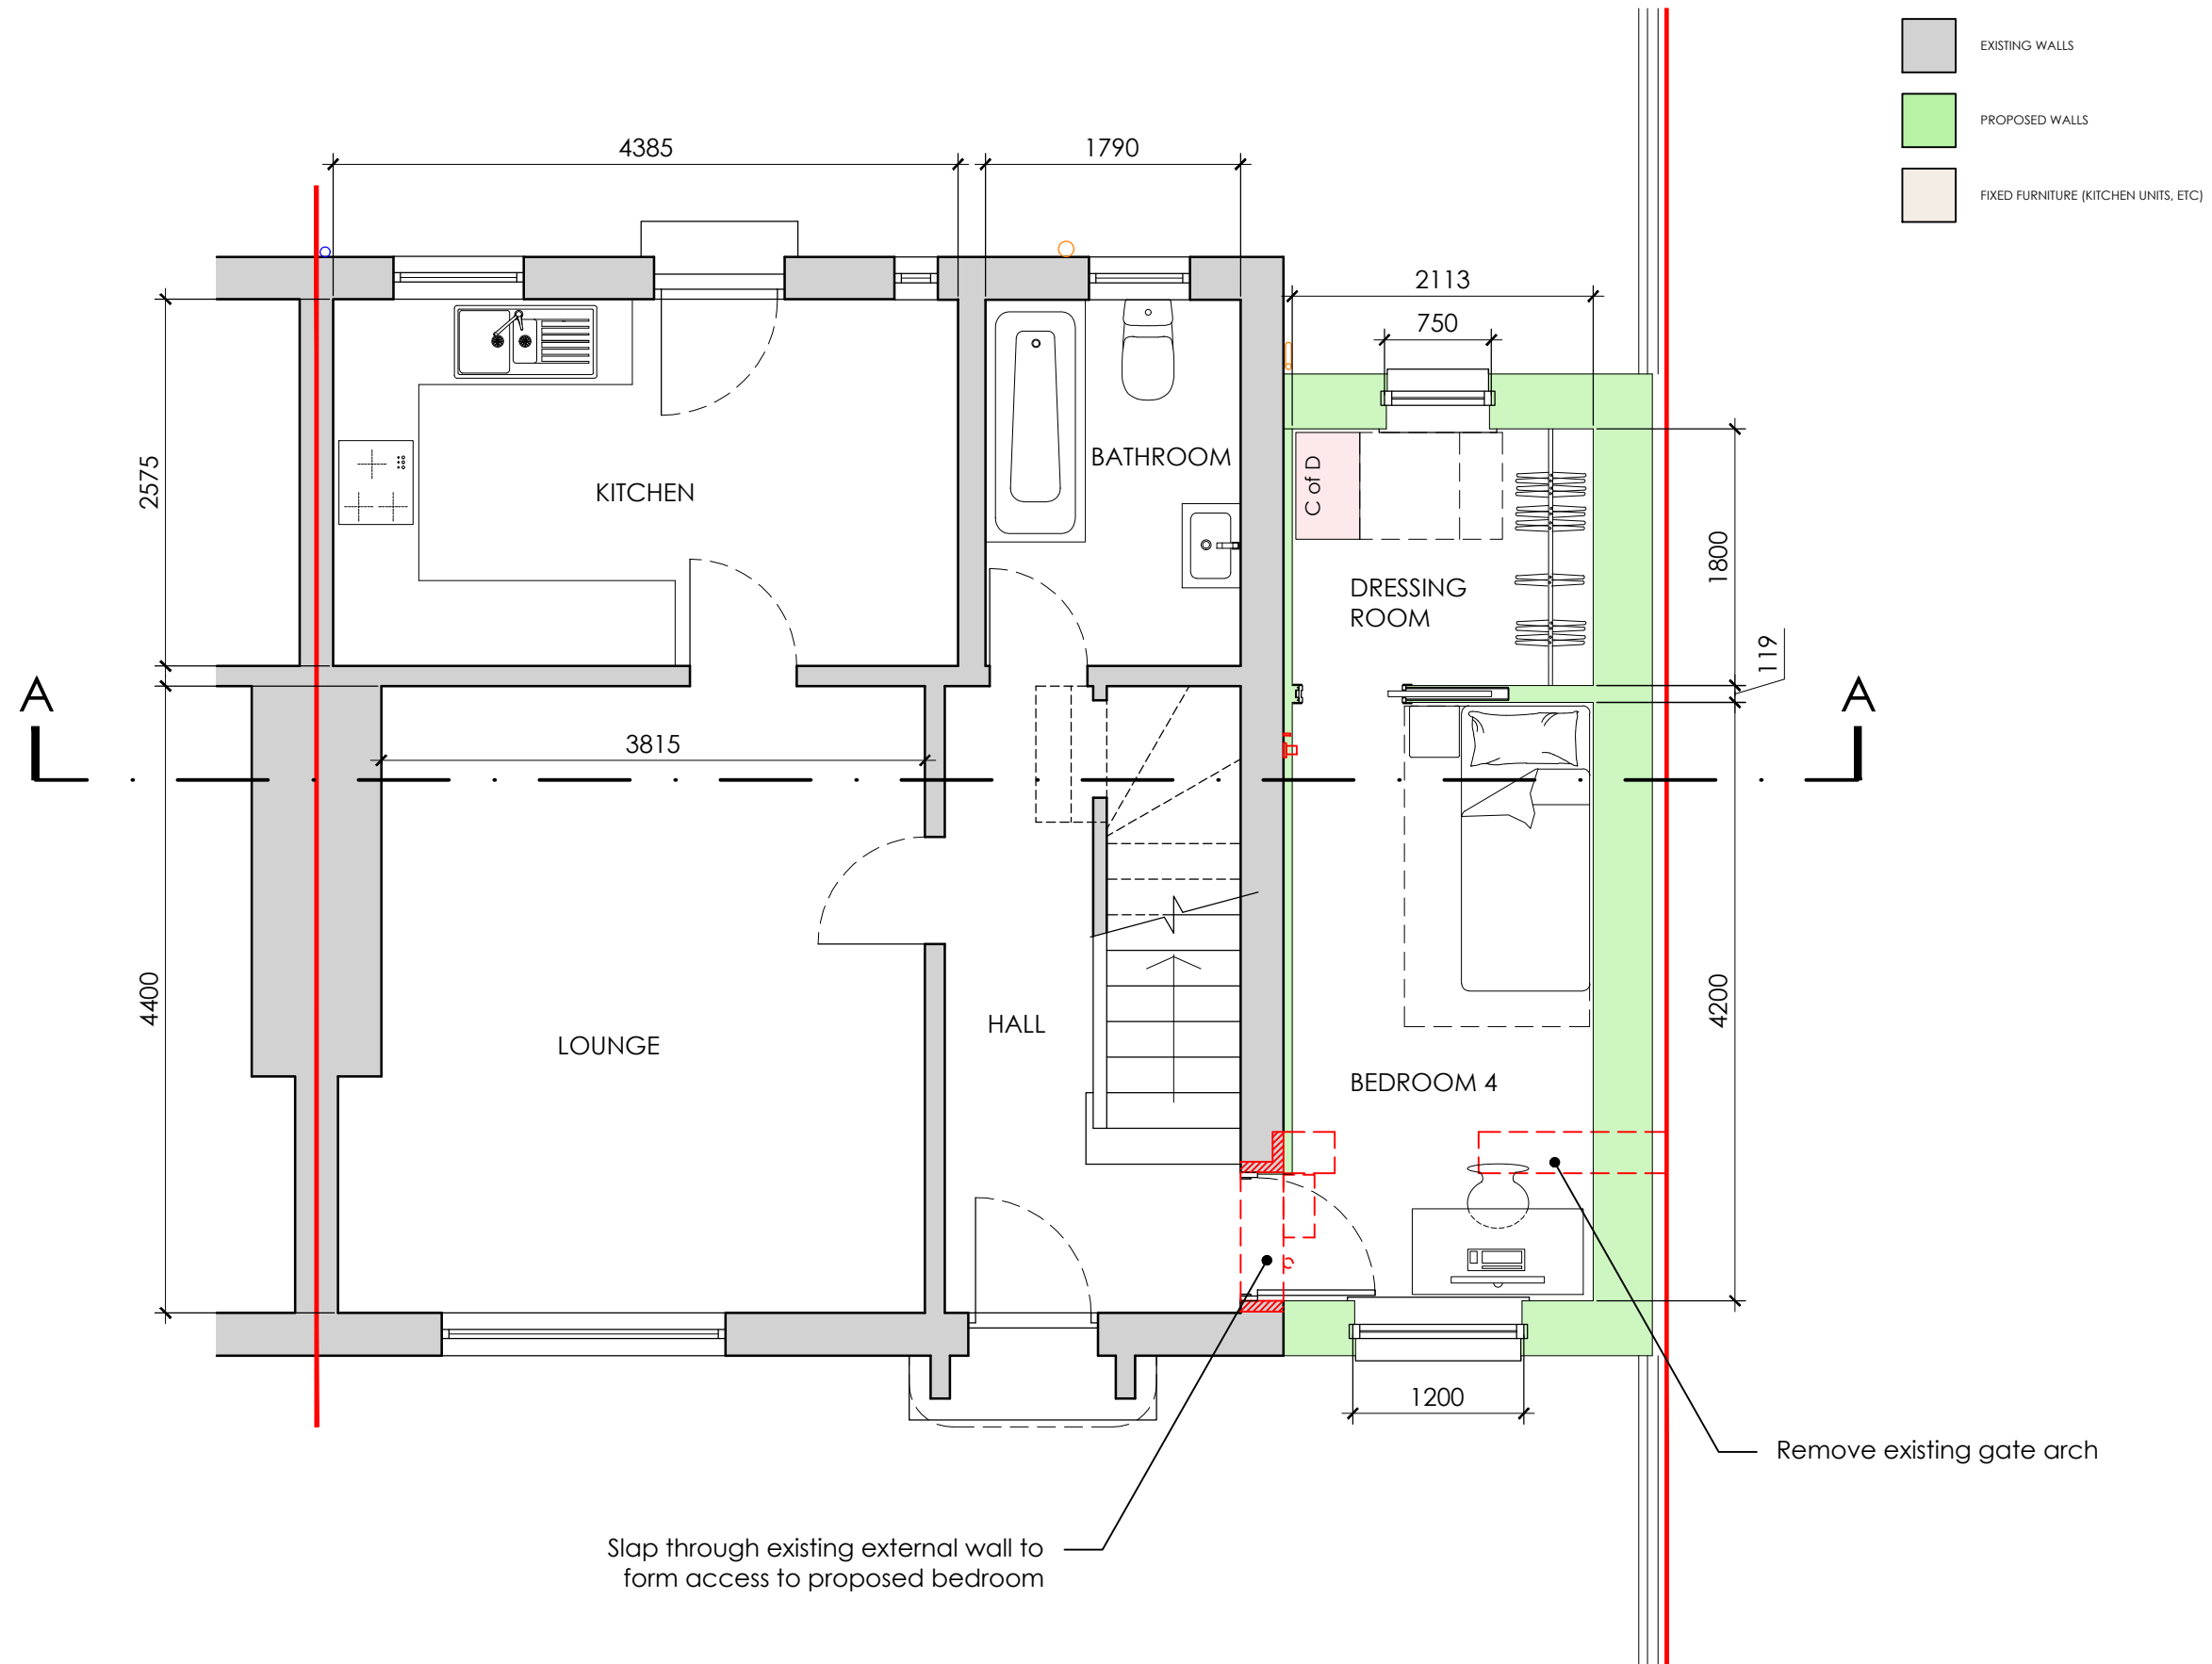 EXISTING WALLS
PROPOSED WALLS
FIXED FURNITURE (KITCHEN UNITS, ETC)
4385
1790
2113
750
2575
KITCHEN
BATHROOM
C of D
DRESSING
ROOM
1800
119
A
A
3815
4400
LOUNGE
HALL
BEDROOM 4
4200
1200
Remove existing gate arch
Slap through existing external wall to
form access to proposed bedroom